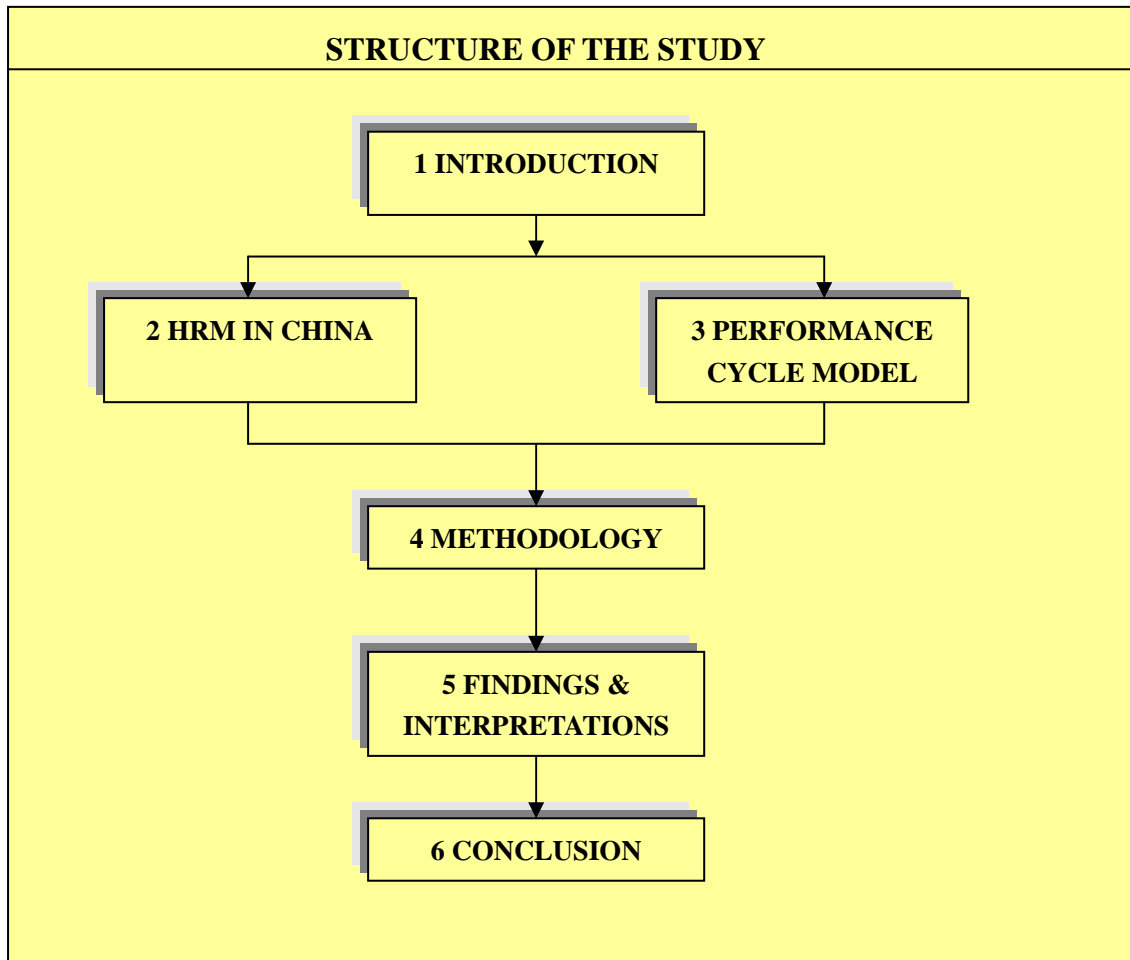 STRUCTURE OF THE STUDY
1 INTRODUCTION
2 HRM IN CHINA
3 PERFORMANCE
CYCLE MODEL
4 METHODOLOGY
5 FINDINGS &
INTERPRETATIONS
6 CONCLUSION